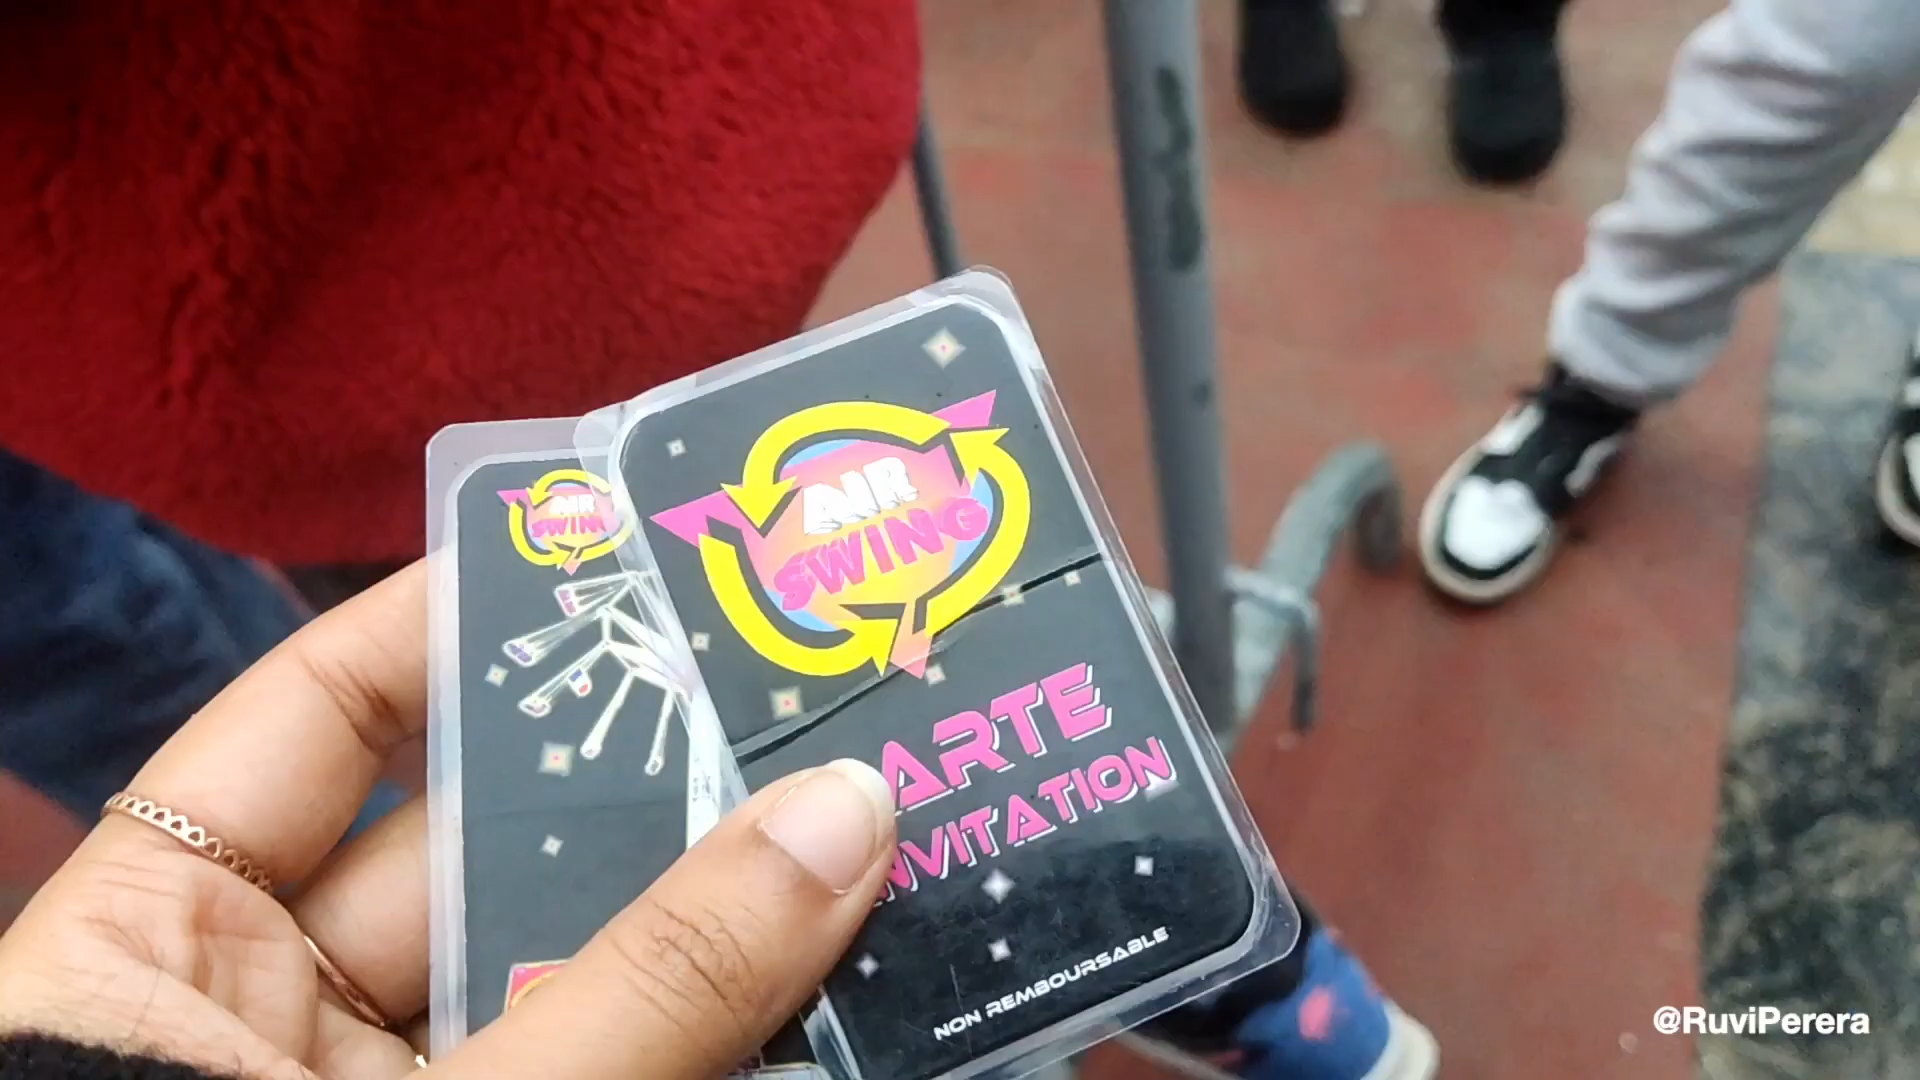 AIR
SWING
AIR
SWING
ARTE
NVITATION
NON REMBOURSABLE
@RuviPerera